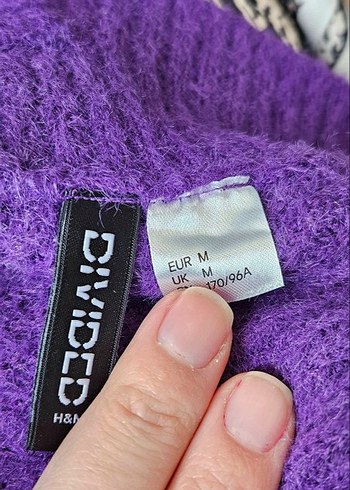 DIVIDED
H&M
EUR M
UK M
170/96A